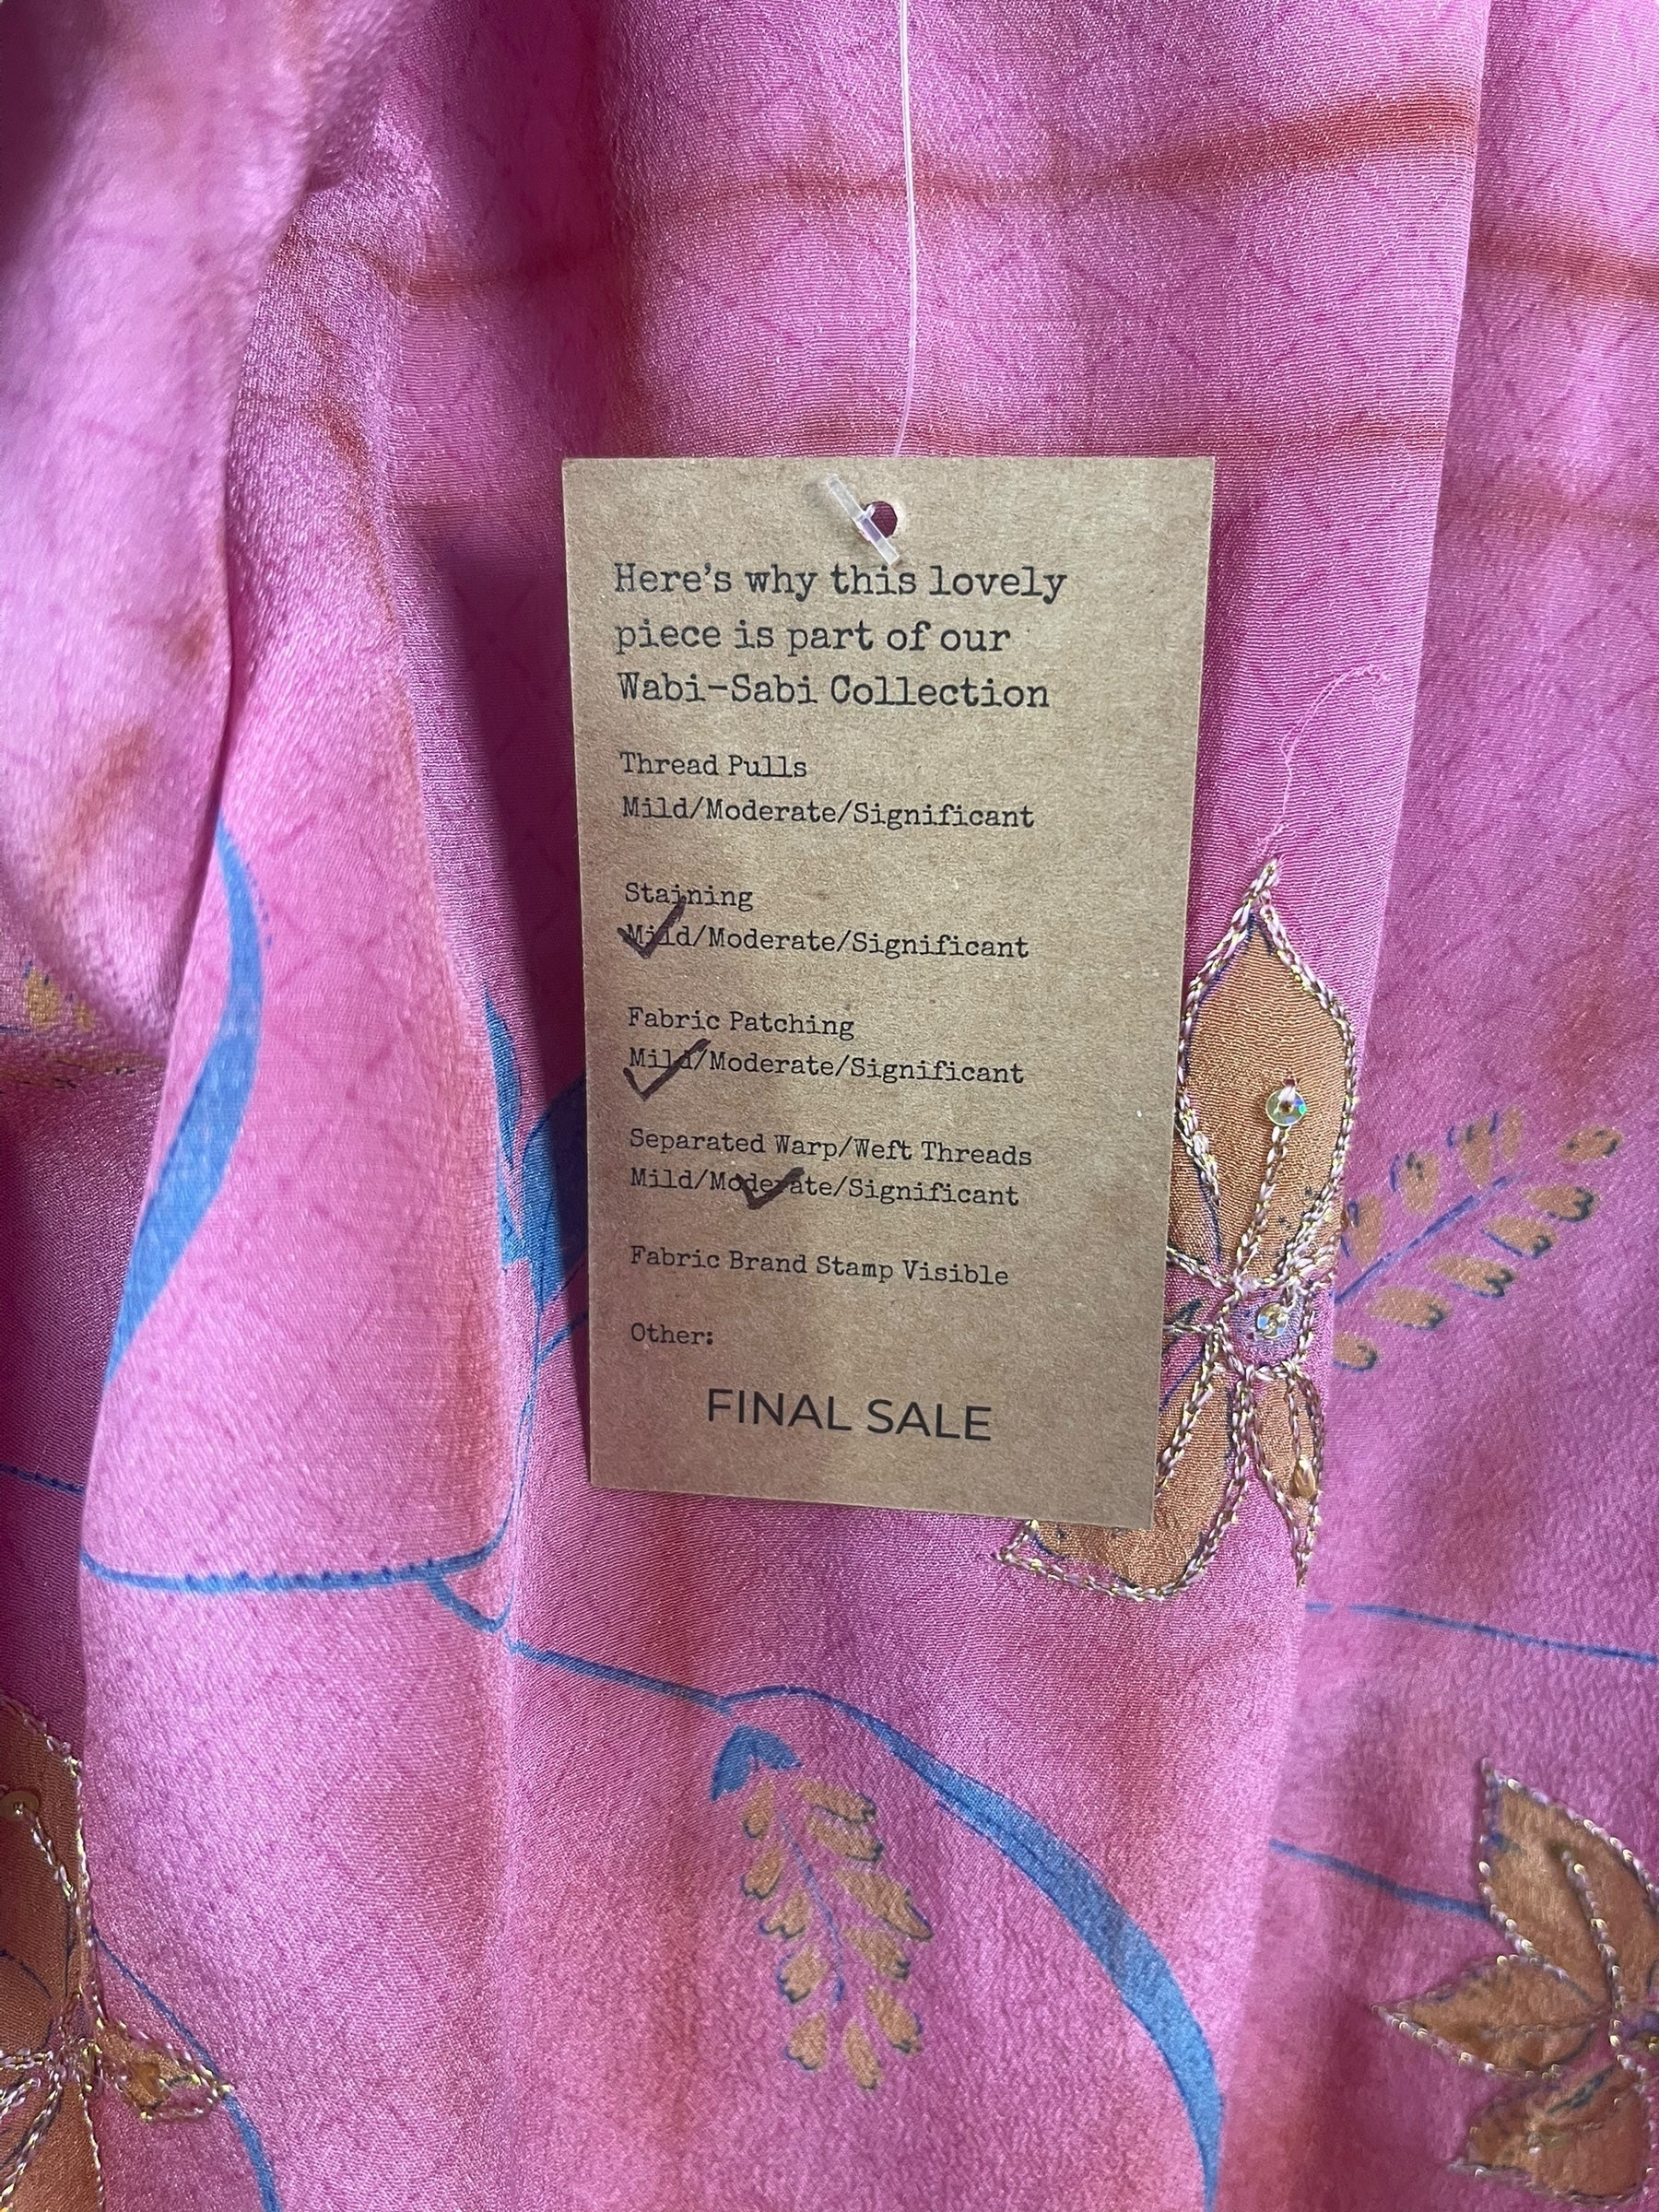 Here's why this lovely
piece is part of our
Wabi-Sabi Collection
Thread Pulls
Mild/Moderate/Significant
Staining
Mild/Moderate/Significant
Fabric Patching
Mild/Moderate/Significant
Separated Warp/Weft Threads
Mild/Moderate/Significant
Fabric Brand Stamp Visible
Other:
FINAL SALE